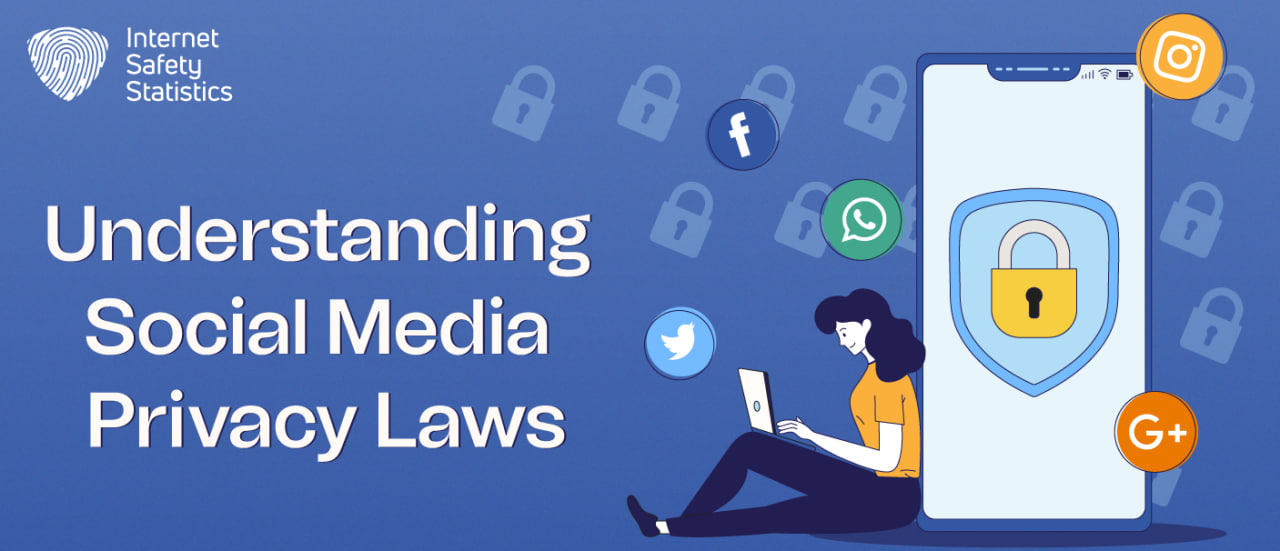 Internet
Safety
Statistics
Understanding
Social Media
Privacy Laws
f
G+